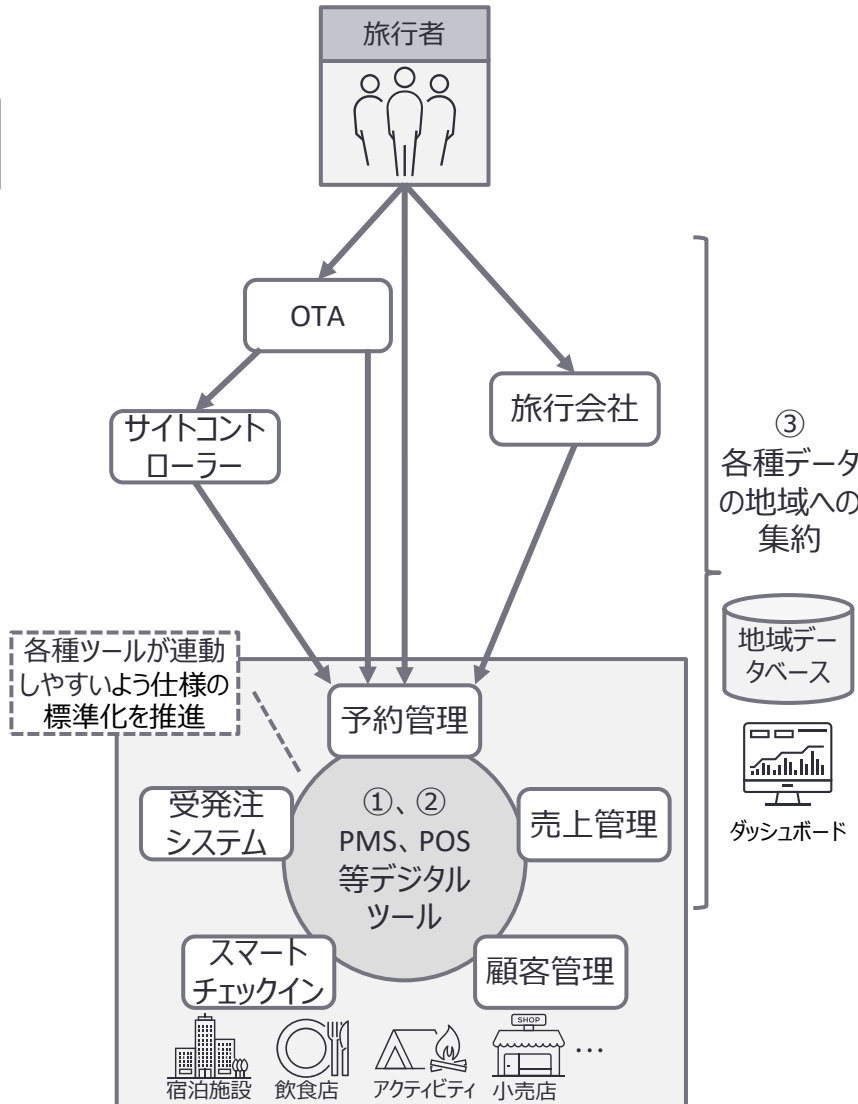 旅行者
OTA
サイトコント
ローラー
旅行会社
③
各種データ
の地域への
集約
地域デー
タベース
ダッシュボード
各種ツールが連動
しやすいよう仕様の
標準化を推進
予約管理
受発注
システム
①、②
PMS、POS
等デジタル
ツール
売上管理
スマート
チェックイン
顧客管理
SHOP
…
宿泊施設
飲食店
アクティビティ
小売店